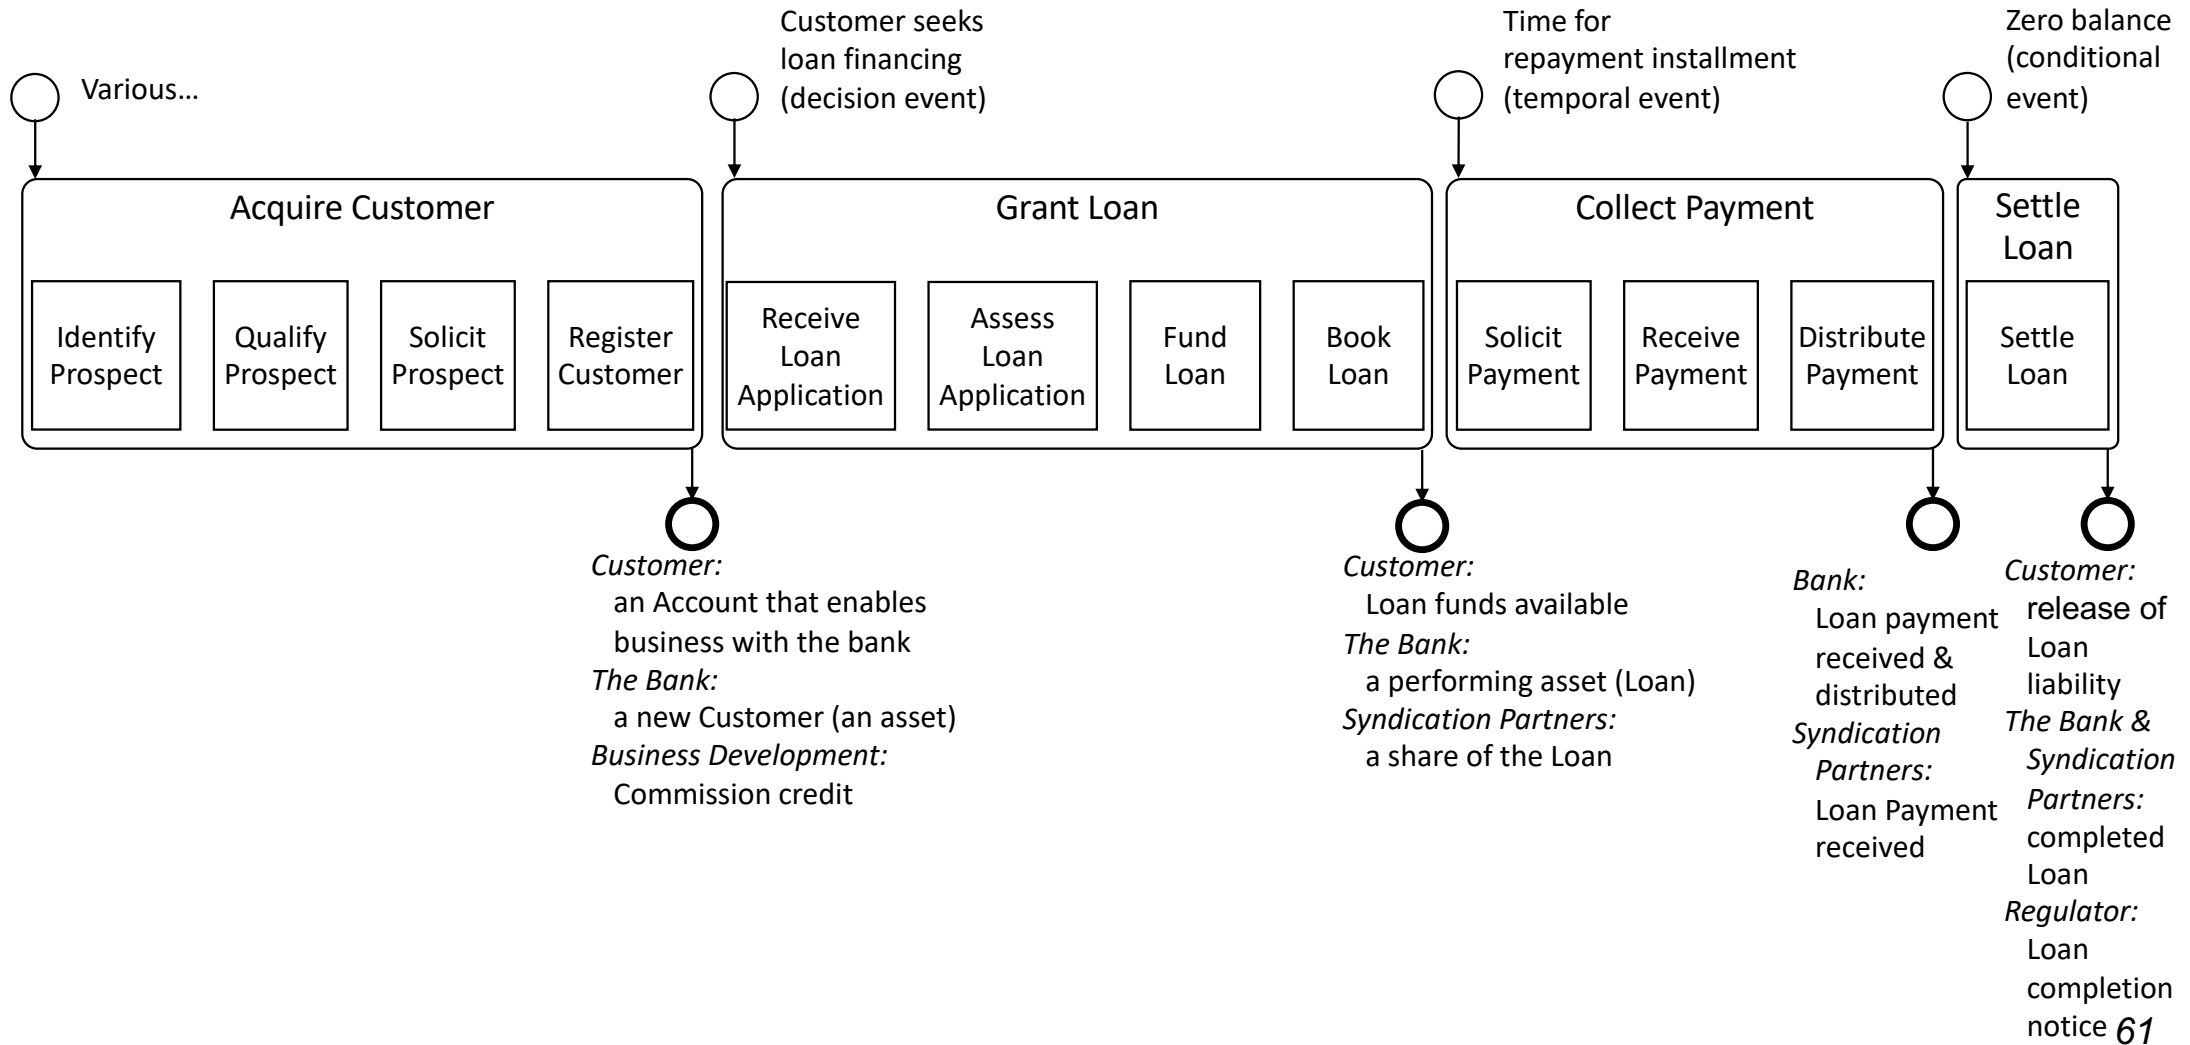 Various...
Customer seeks
loan financing
(decision event)
Time for
repayment installment
(temporal event)
Zero balance
(conditional
event)
Acquire Customer
Identify
Prospect
Qualify
Prospect
Solicit
Prospect
Register
Customer
Grant Loan
Receive
Loan
Application
Assess
Loan
Application
Fund
Loan
Book
Loan
Collect Payment
Solicit
Payment
Receive
Payment
Distribute
Payment
Settle
Loan
Settle
Loan
Customer:
an Account that enables
business with the bank
The Bank:
a new Customer (an asset)
Business Development:
Commission credit
Customer:
Loan funds available
The Bank:
a performing asset (Loan)
Syndication Partners:
a share of the Loan
Bank:
Loan payment
received &
distributed
Syndication
Partners:
Loan Payment
received
Customer:
release of
Loan
liability
The Bank &
Syndication
Partners:
completed
Loan
Regulator:
Loan
completion
notice
61